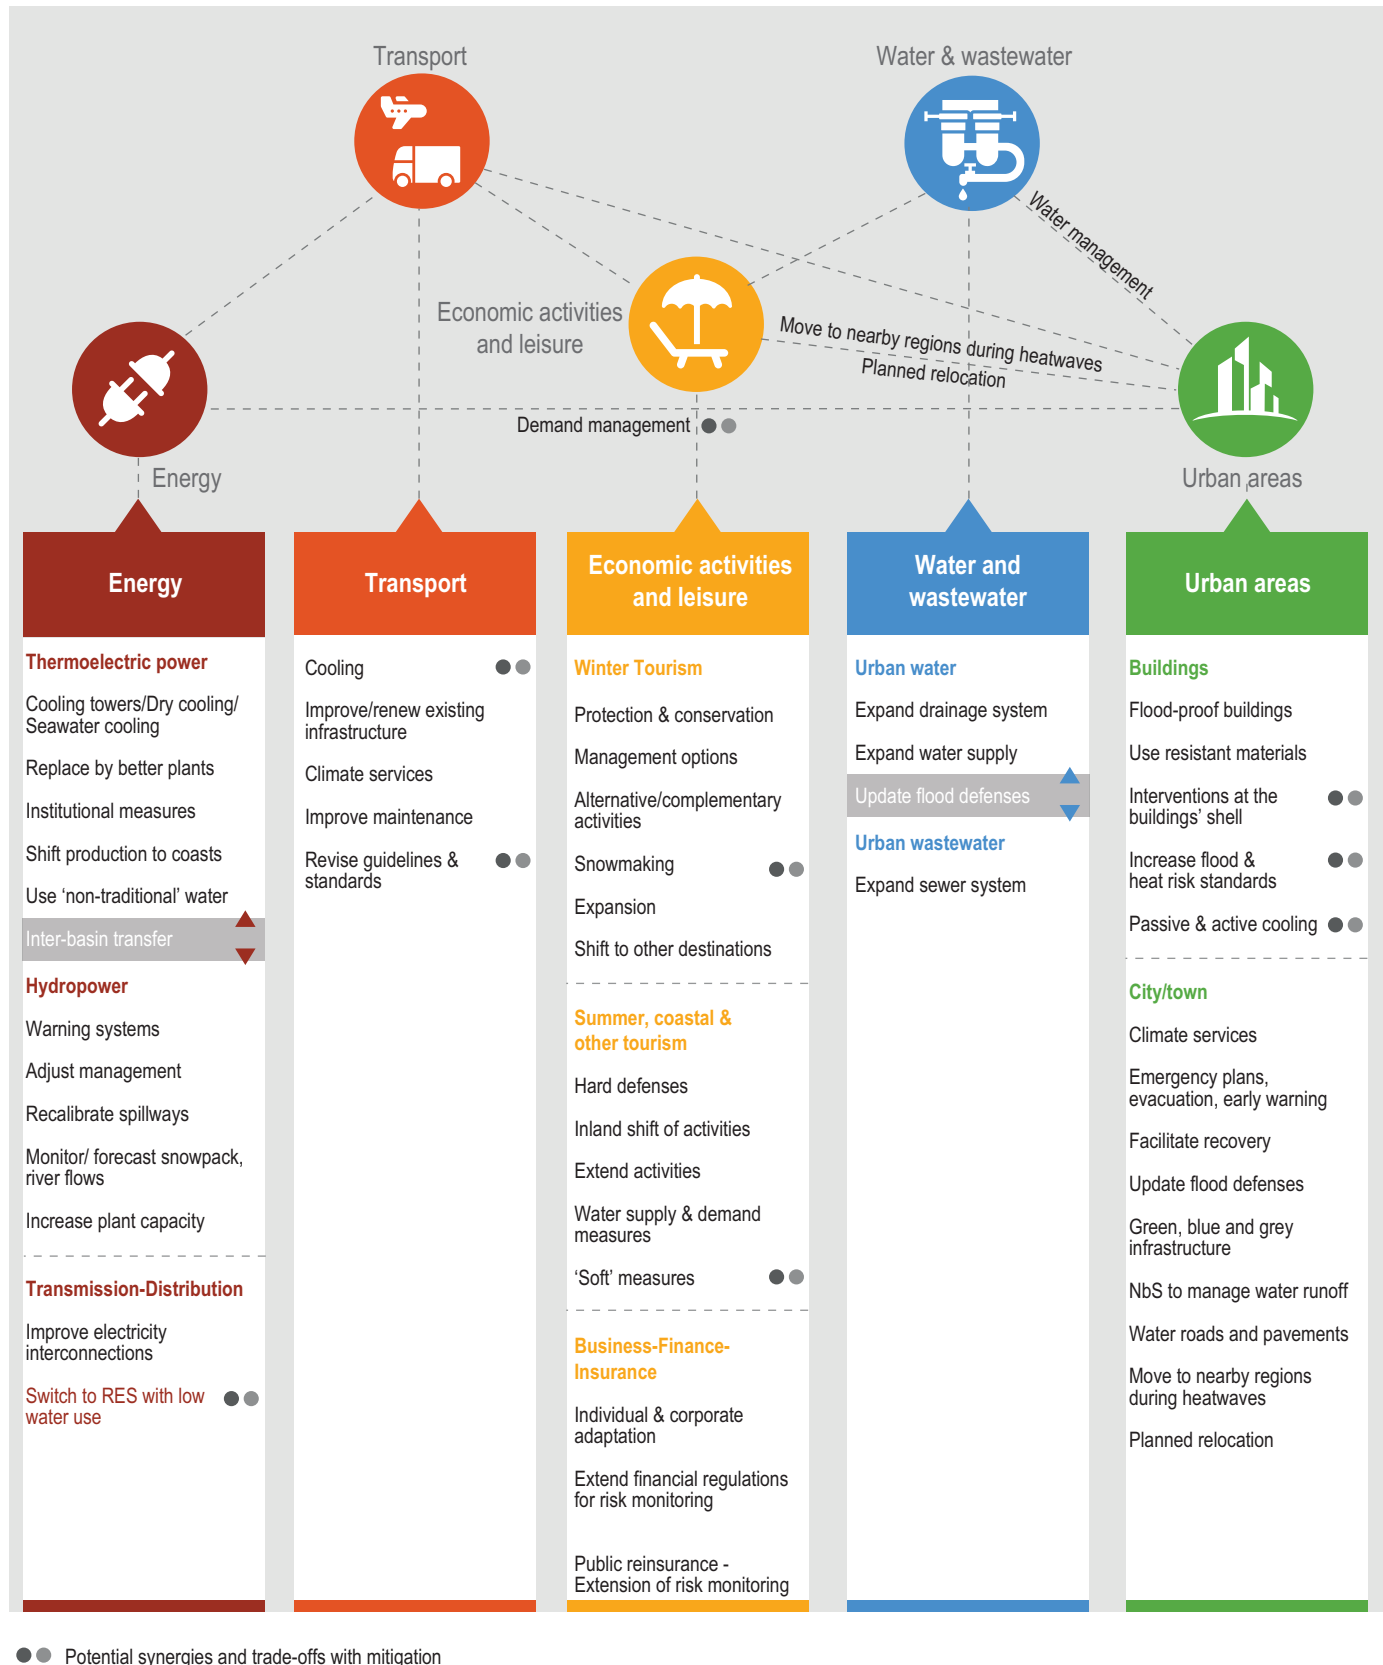 Transport
Water & wastewater
Water management
Economic activities
and leisure
Move to nearby regions during heatwaves
Planned relocation
Demand management
Energy
Urban areas
Energy
Thermoelectric power
Cooling towers/Dry cooling/
Seawater cooling
Replace by better plants
Institutional measures
Shift production to coasts
Use ‘non-traditional’ water
Inter-basin transfer
Hydropower
Warning systems
Adjust management
Recalibrate spillways
Monitor/ forecast snowpack,
river flows
Increase plant capacity
Transmission-Distribution
Improve electricity
interconnections
Switch to RES with low
water use
Transport
Cooling
Improve/renew existing
infrastructure
Climate services
Improve maintenance
Revise guidelines &
standards
Economic activities
and leisure
Winter Tourism
Protection & conservation
Management options
Alternative/complementary
activities
Snowmaking
Expansion
Shift to other destinations
Summer, coastal &
other tourism
Hard defenses
Inland shift of activities
Extend activities
Water supply & demand
measures
‘Soft’ measures
Business-Finance-
Insurance
Individual & corporate
adaptation
Extend financial regulations
for risk monitoring
Public reinsurance -
Extension of risk monitoring
Water and
wastewater
Urban water
Expand drainage system
Expand water supply
Update flood defenses
Urban wastewater
Expand sewer system
Urban areas
Buildings
Flood-proof buildings
Use resistant materials
Interventions at the
buildings’ shell
Increase flood &
heat risk standards
Passive & active cooling
City/town
Climate services
Emergency plans,
evacuation, early warning
Facilitate recovery
Update flood defenses
Green, blue and grey
infrastructure
NbS to manage water runoff
Water roads and pavements
Move to nearby regions
during heatwaves
Planned relocation
Potential synergies and trade-offs with mitigation